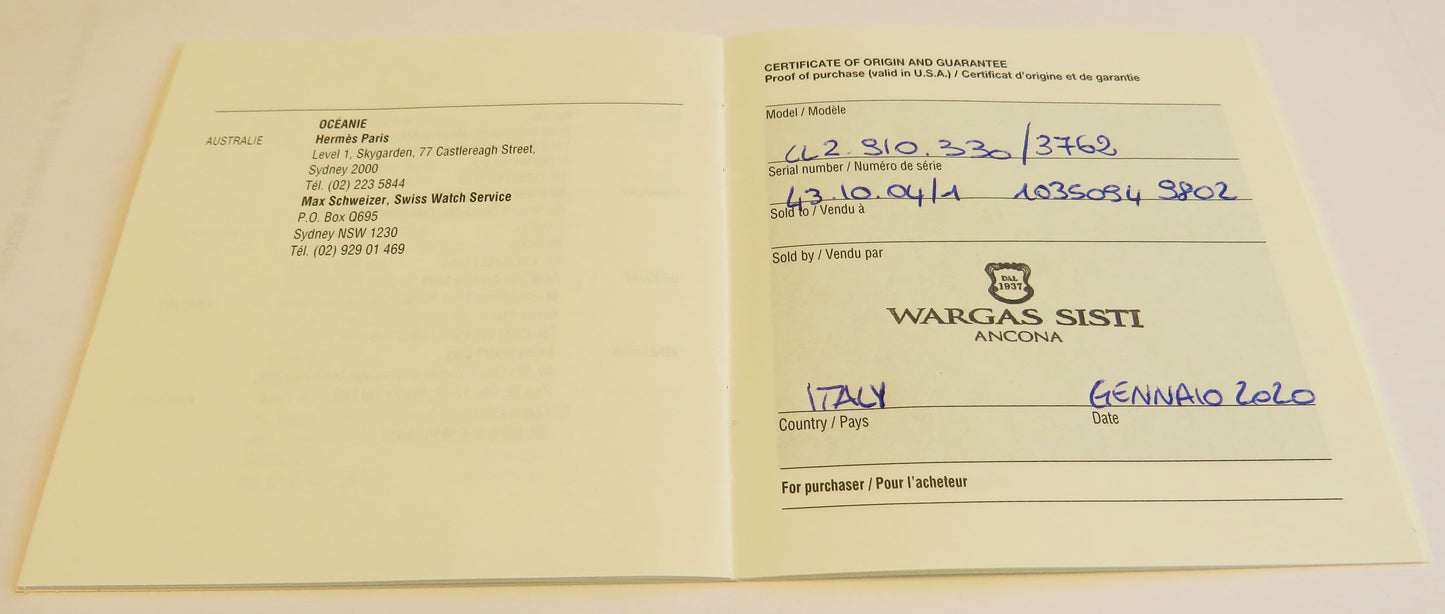 OCÉANIE
AUSTRALIE
Hermès Paris
Level 1, Skygarden, 77 Castlereagh Street,
Sydney 2000
Tél. (02) 223 5844
Max Schweizer, Swiss Watch Service
P.O. Box Q695
Sydney NSW 1230
Tél. (02) 929 01 469
CERTIFICATE OF ORIGIN AND GUARANTEE
Proof of purchase (valid in U.S.A.) / Certificat d'origine et de garantie
Model / Modèle
CL2.910.330/3762
Serial number / Numéro de série
43.10.04/1 1035094 9802
Sold to / Vendu à
Sold by / Vendu par
DAL
1937
WARGAS SISTI
ANCONA
ITALY GENNAIO 2020
Country / Pays Date
For purchaser / Pour l'acheteur